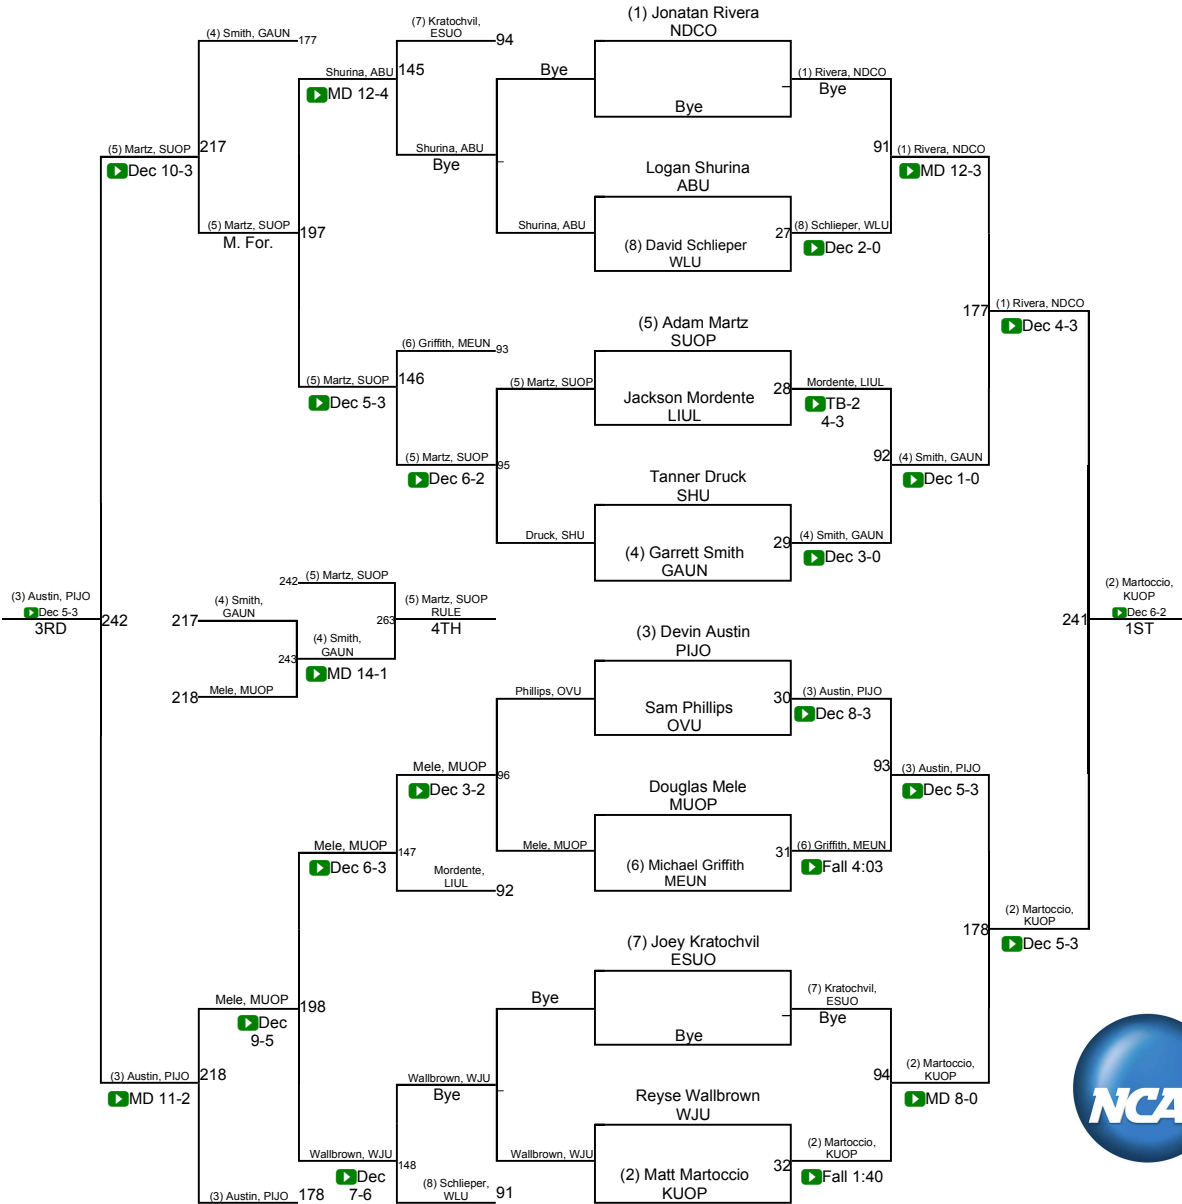 (1) Jonatan Rivera
NDCO
(7) Kratochvil,
ESUO
94
(4) Smith, GAUN
177
Shurina, ABU
145
MD 12-4
Bye
(1) Rivera, NDCO
Bye
Bye
(5) Martz, SUOP
217
Dec 10-3
Shurina, ABU
Bye
91
(1) Rivera, NDCO
MD 12-3
Logan Shurina
ABU
(5) Martz, SUOP
197
M. For.
Shurina, ABU
27
(8) Schlieper, WLU
Dec 2-0
(8) David Schlieper
WLU
177
(1) Rivera, NDCO
Dec 4-3
(5) Adam Martz
SUOP
(6) Griffith, MEUN
93
(5) Martz, SUOP
146
Dec 5-3
(5) Martz, SUOP
28
Mordente, LIUL
TB-2
4-3
Jackson Mordente
LIUL
(5) Martz, SUOP
95
Dec 6-2
92
(4) Smith, GAUN
Dec 1-0
Tanner Druck
SHU
Druck, SHU
29
(4) Smith, GAUN
Dec 3-0
(4) Garrett Smith
GAUN
242
(5) Martz, SUOP
(3) Austin, PIJO
Dec 5-3
3RD
242
217
(4) Smith,
GAUN
263
(5) Martz, SUOP
RULE
4TH
241
(2) Martoccio,
KUOP
Dec 6-2
1ST
243
(4) Smith,
GAUN
MD 14-1
218
Mele, MUOP
(3) Devin Austin
PIJO
Phillips, OVU
30
(3) Austin, PIJO
Dec 8-3
Sam Phillips
OVU
Mele, MUOP
96
Dec 3-2
93
(3) Austin, PIJO
Dec 5-3
Douglas Mele
MUOP
Mele, MUOP
147
Dec 6-3
Mele, MUOP
31
(6) Griffith, MEUN
Fall 4:03
(6) Michael Griffith
MEUN
Mordente,
LIUL
92
178
(2) Martoccio,
KUOP
Dec 5-3
(7) Joey Kratochvil
ESUO
Mele, MUOP
198
Dec
9-5
Bye
(7) Kratochvil,
ESUO
Bye
Bye
(3) Austin, PIJO
218
MD 11-2
Wallbrown, WJU
Bye
94
(2) Martoccio,
KUOP
MD 8-0
Reyse Wallbrown
WJU
Wallbrown, WJU
148
Dec
7-6
Wallbrown, WJU
32
(2) Martoccio,
KUOP
Fall 1:40
(2) Matt Martoccio
KUOP
(3) Austin, PIJO
178
(8) Schlieper,
WLU
91
NCA